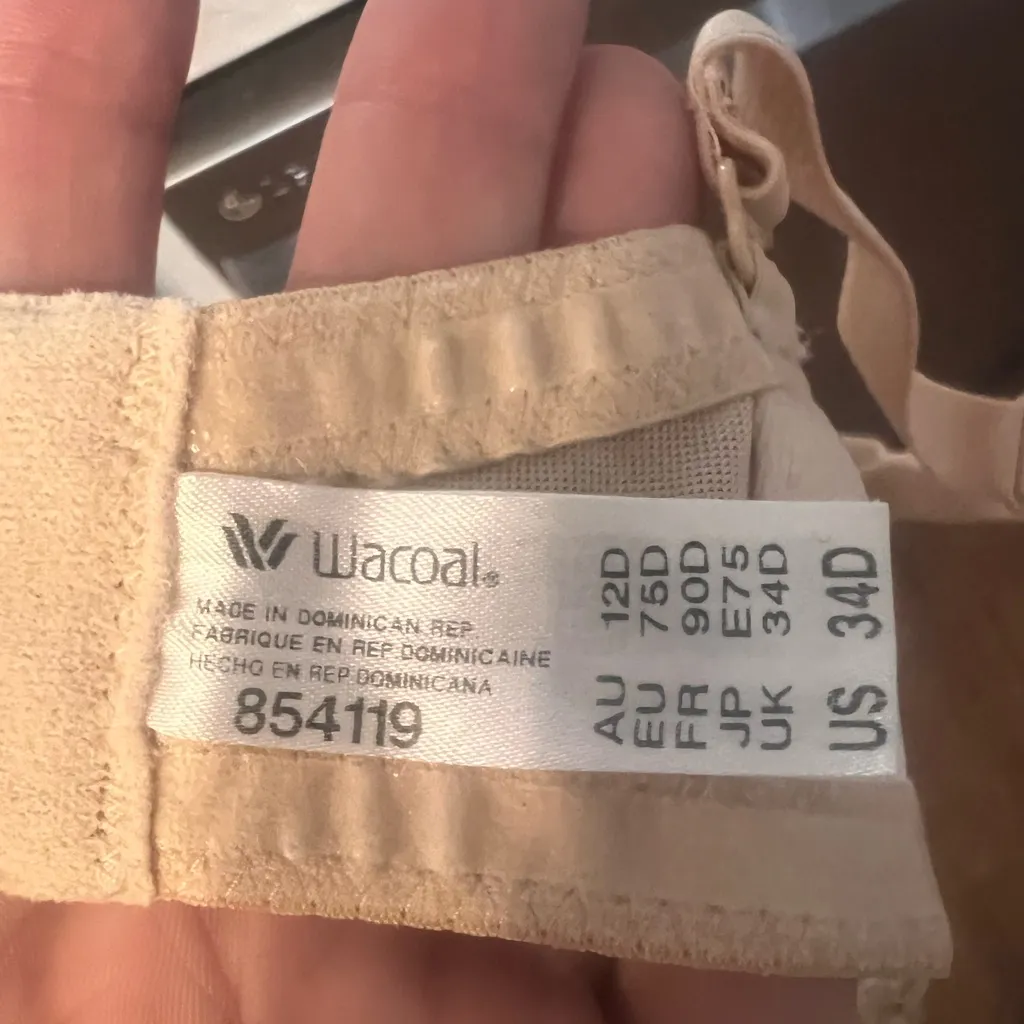 Wacoal®
MADE IN DOMINICAN REP.
FABRIQUE EN REP DOMINICAINE
HECHO EN REP DOMINICANA
854119
AU 12D
EU 75D
FR 90D
JP E75
UK 34D
US 34D